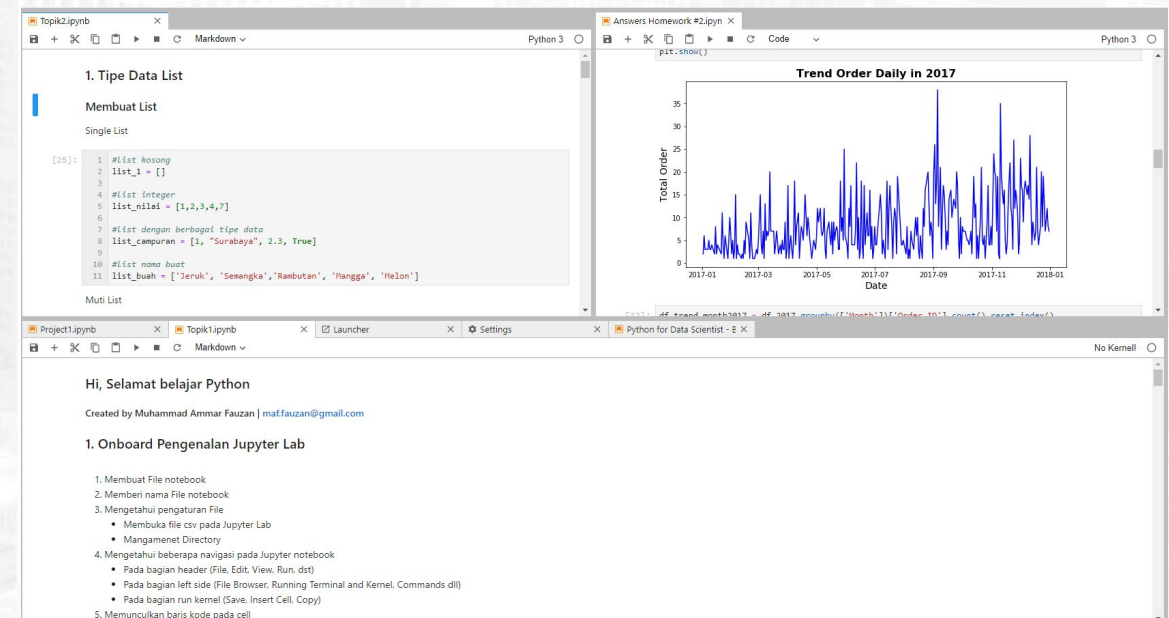 Topik2.ipynb
Markdown
Python 3
1. Tipe Data List
Membuat List
Single List
[25]:
1 #list kosong
2 list_1 = []
3
4 #list integer
5 list_nilai = [1,2,3,4,7]
6
7 #list dengan berbagai tipe data
8 list_campuran = [1, "Surabaya", 2.3, True]
9
10 #list nama buat
11 list_buah = ['Jeruk', 'Semangka','Rambutan', 'Mangga', 'Melon']
Muti List
Answers Homework #2.ipyn
Code
Python 3
plt.show()
Trend Order Daily in 2017
Total Order
35
30
25
20
15
10
5
0
2017-01 2017-03 2017-05 2017-07 2017-09 2017-11 2018-01
Date
df_trend_month2017 = df_2017.groupby(['Month'])['Order ID'].count().reset_index()
Project1.ipynb
Topik1.ipynb
Launcher
Settings
Python for Data Scientist - E
Markdown
No Kernel!
Hi, Selamat belajar Python
Created by Muhammad Ammar Fauzan | maf.fauzan@gmail.com
1. Onboard Pengenalan Jupyter Lab
1. Membuat File notebook
2. Memberi nama File notebook
3. Mengetahui pengaturan File
• Membuka file csv pada Jupyter Lab
• Mangamenet Directory
4. Mengetahui beberapa navigasi pada Jupyter notebook
• Pada bagian header (File, Edit, View, Run, dst)
• Pada bagian left side (File Browser, Running Terminal and Kernel, Commands dll)
• Pada bagian run kernel (Save, Insert Cell, Copy)
5. Memunculkan baris kode pada cell